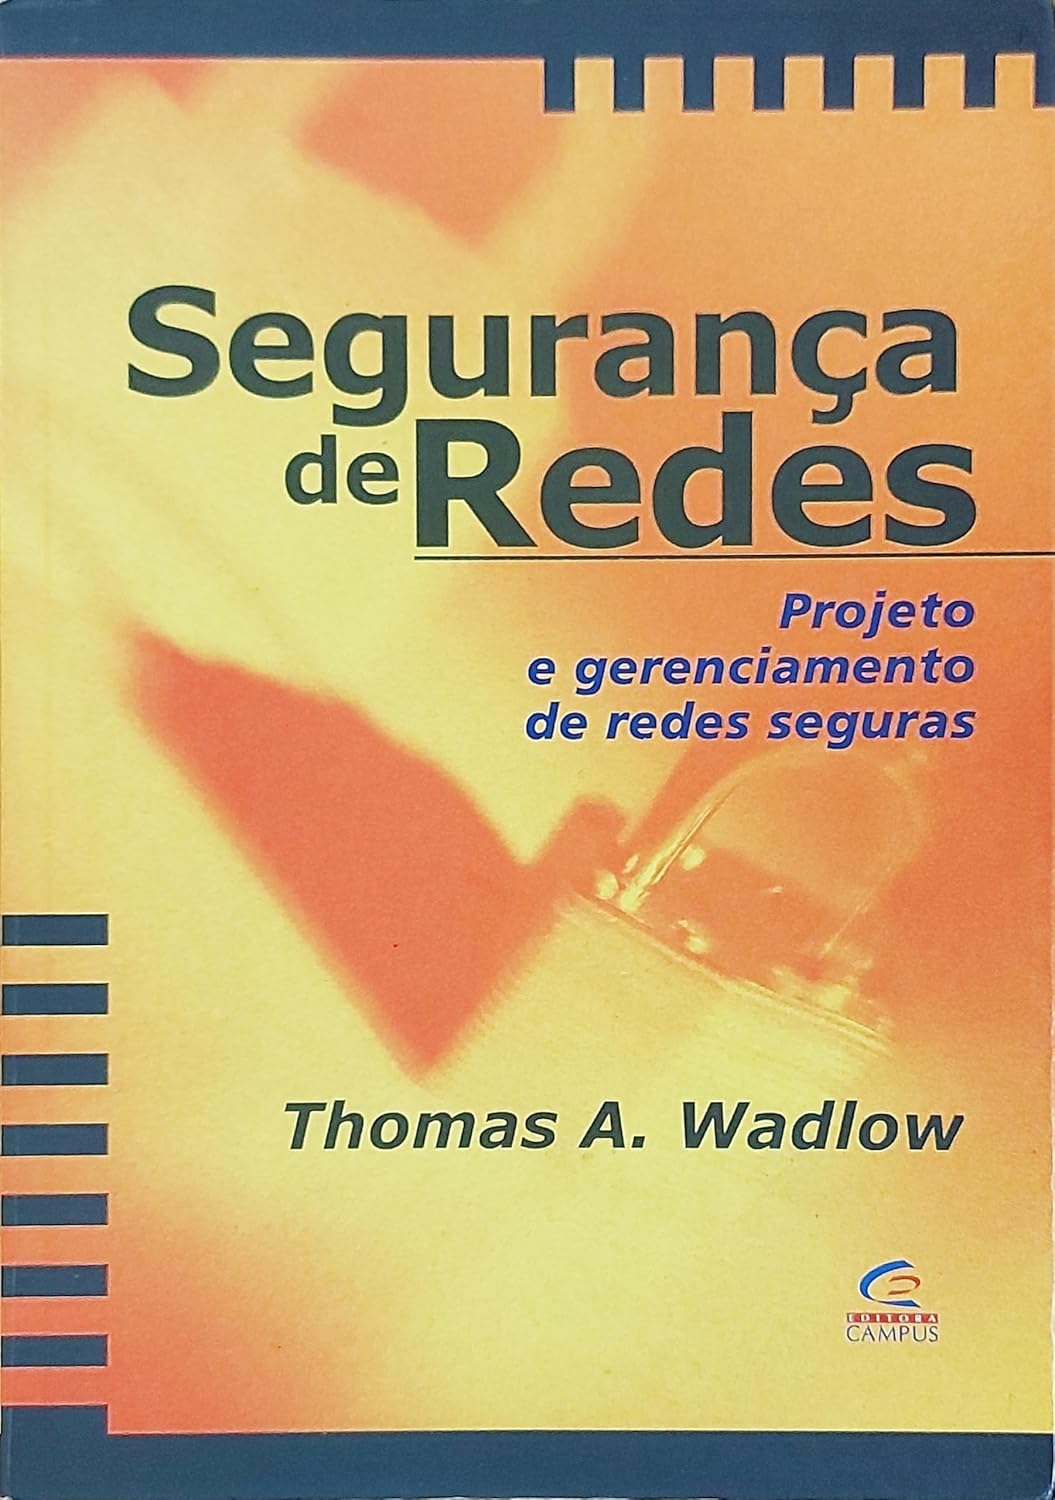 Segurança
de Redes
Projeto
e gerenciamento
de redes seguras
Thomas A. Wadlow
EDITORA
CAMPUS